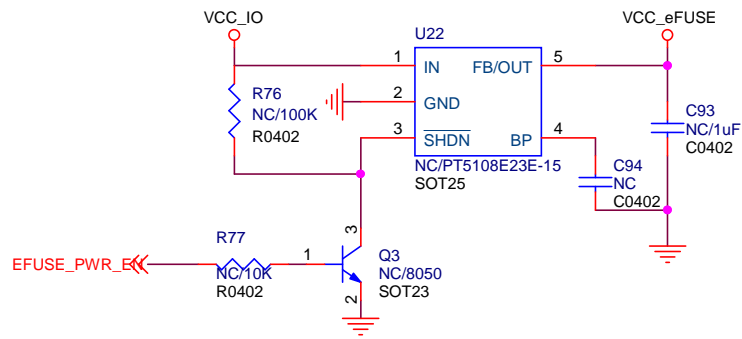 VCC_IO
VCC_eFUSE
U22
1
IN
FB/OUT
5
R76
NC/100K
R0402
2
GND
C93
NC/1uF
C0402
3
SHDN
BP
4
NC/PT5108E23E-15
SOT25
C94
NC
C0402
R77
3
EFUSE_PWR_EN
NC/10K
R0402
1
Q3
NC/8050
SOT23
2